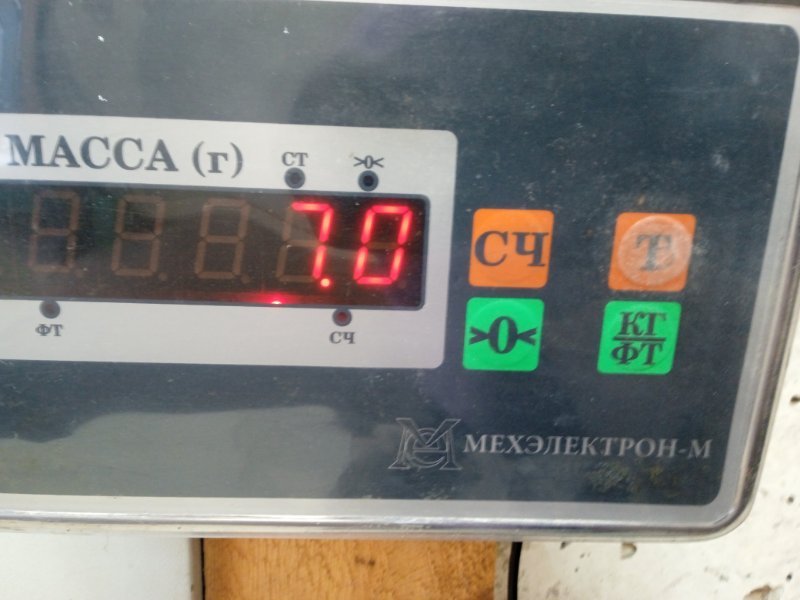 МАССА (г)
СТ
>0<
7.0
ФТ
СЧ
СЧ
Т
>0<
КГ
ФТ
МЕХЭЛЕКТРОН-М